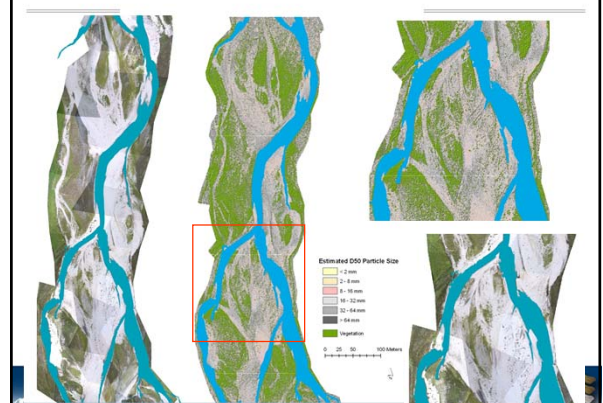 Estimated D50 Particle Size
< 2 mm
2 – 8 mm
8 – 16 mm
16 – 32 mm
32 – 64 mm
> 64 mm
Vegetation
0 25 50 100 Meters